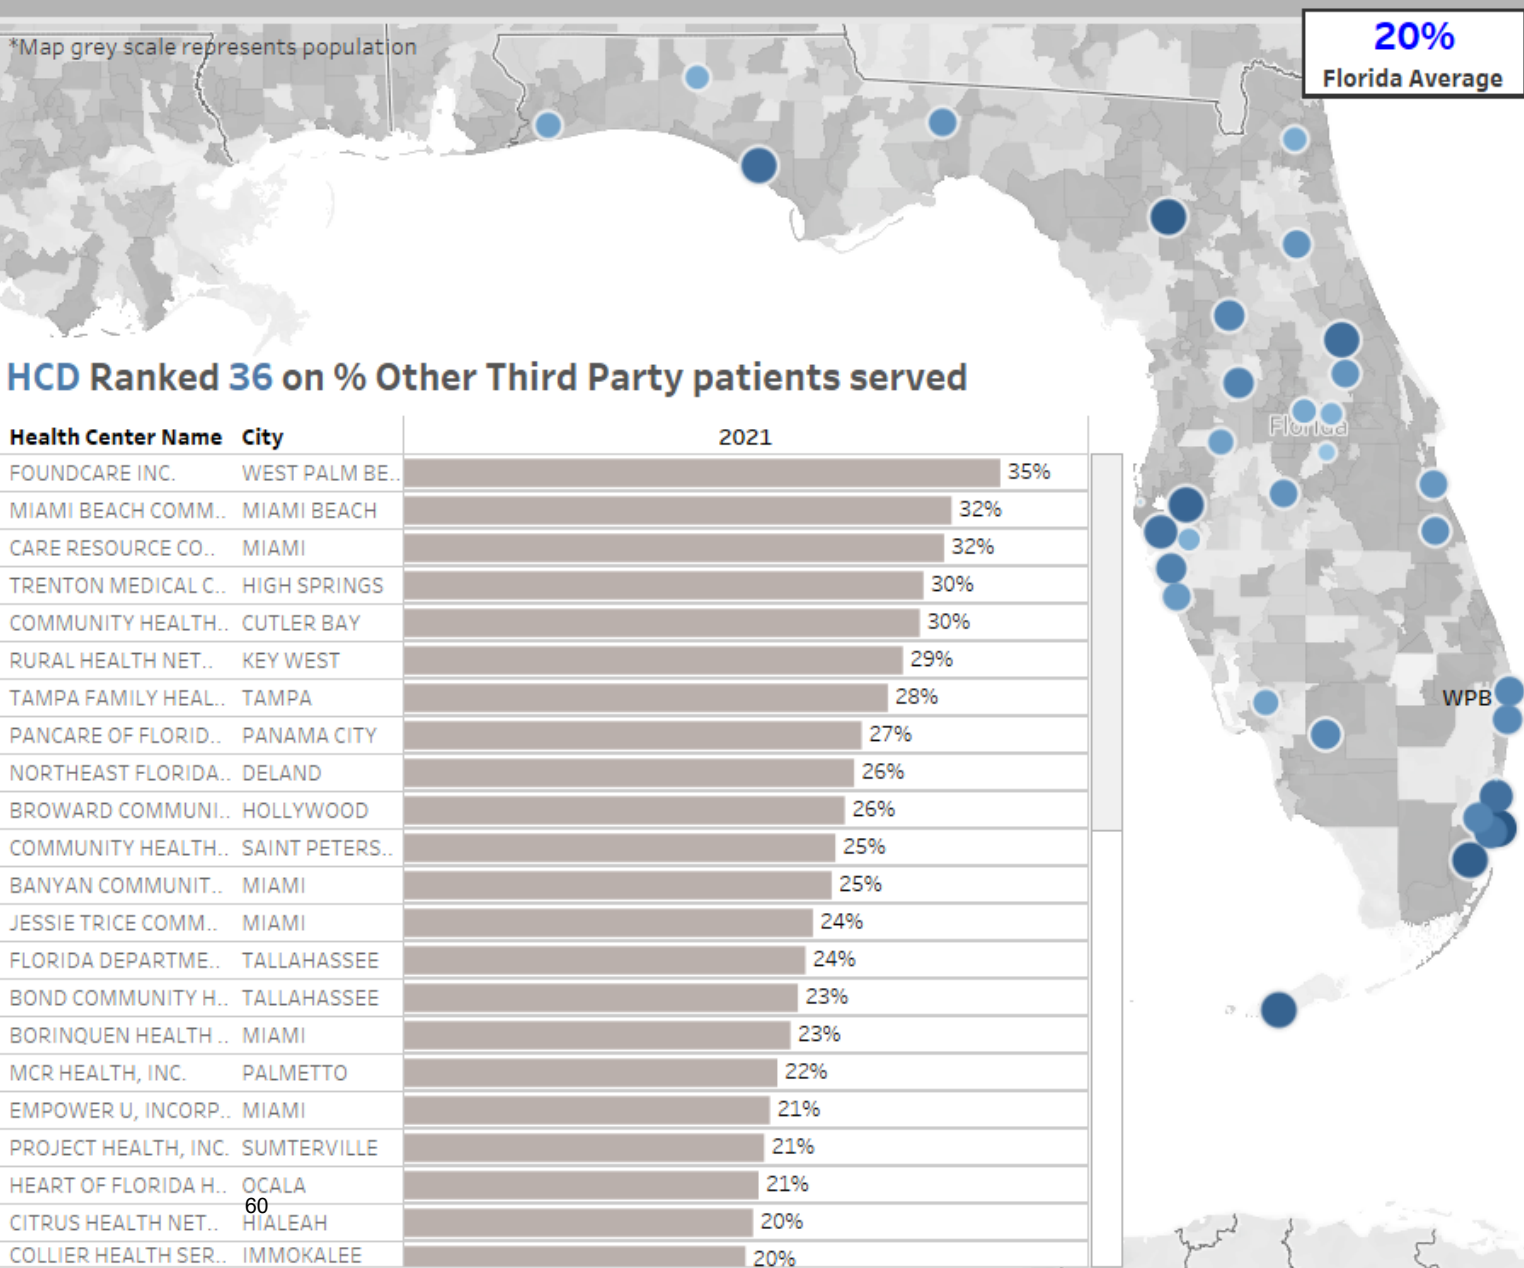 *Map grey scale represents population
20%
Florida Average
Florida
WPB
HCD Ranked 36 on % Other Third Party patients served
Health Center Name City 2021
FOUNDCARE INC. WEST PALM BE.. 35%
MIAMI BEACH COMM.. MIAMI BEACH 32%
CARE RESOURCE CO.. MIAMI 32%
TRENTON MEDICAL C.. HIGH SPRINGS 30%
COMMUNITY HEALTH.. CUTLER BAY 30%
RURAL HEALTH NET.. KEY WEST 29%
TAMPA FAMILY HEAL.. TAMPA 28%
PANCARE OF FLORID.. PANAMA CITY 27%
NORTHEAST FLORIDA.. DELAND 26%
BROWARD COMMUNI.. HOLLYWOOD 26%
COMMUNITY HEALTH.. SAINT PETERS.. 25%
BANYAN COMMUNIT.. MIAMI 25%
JESSIE TRICE COMM.. MIAMI 24%
FLORIDA DEPARTME.. TALLAHASSEE 24%
BOND COMMUNITY H.. TALLAHASSEE 23%
BORINQUEN HEALTH .. MIAMI 23%
MCR HEALTH, INC. PALMETTO 22%
EMPOWER U, INCORP.. MIAMI 21%
PROJECT HEALTH, INC. SUMTERVILLE 21%
HEART OF FLORIDA H.. OCALA 21%
60
CITRUS HEALTH NET.. HIALEAH 20%
COLLIER HEALTH SER.. IMMOKALEE 20%